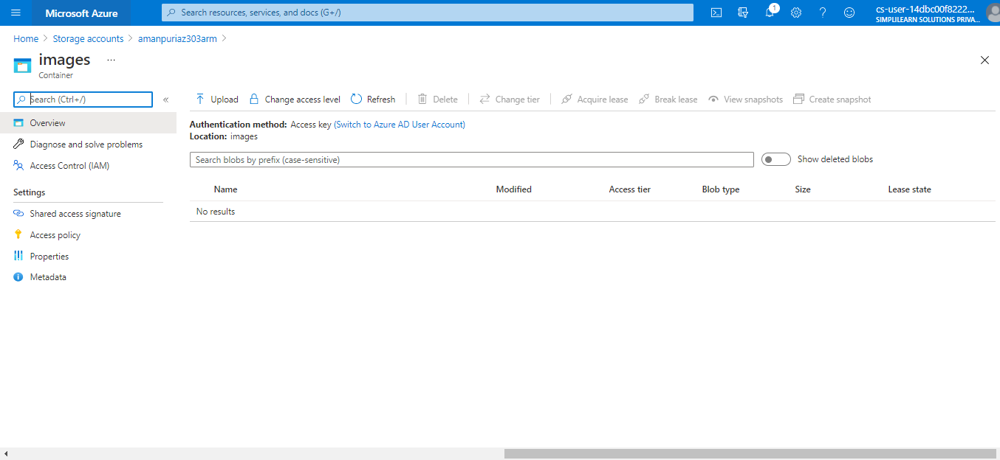 Microsoft Azure
Search resources, services, and docs (G+/)
1
cs-user-14dbc00f8222...
SIMPLILEARN SOLUTIONS PRIVA...
Home > Storage accounts > amanpuriaz303arm >
images ...
Container
Search (Ctrl+/)
«
Overview
Diagnose and solve problems
Access Control (IAM)
Settings
Shared access signature
Access policy
Properties
Metadata
Upload Change access level Refresh Delete Change tier Acquire lease Break lease View snapshots Create snapshot
Authentication method: Access key (Switch to Azure AD User Account)
Location: images
Search blobs by prefix (case-sensitive)
Show deleted blobs
Name Modified Access tier Blob type Size Lease state
No results